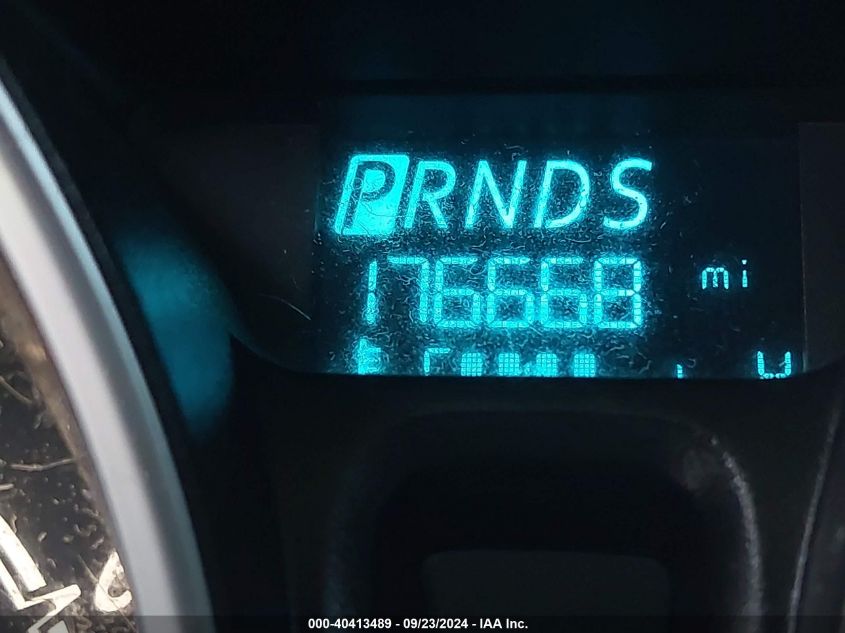 PRNDS
176668 mi
W
000-40413489 - 09/23/2024 - IAA Inc.